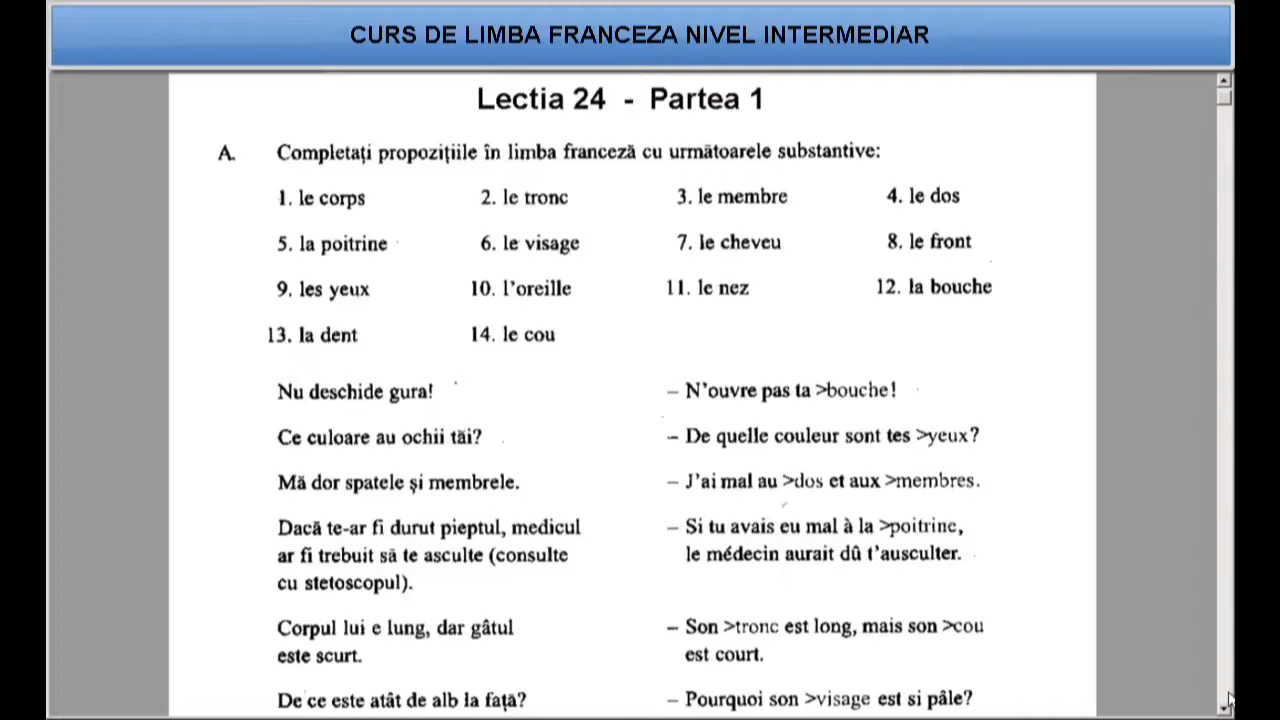 CURS DE LIMBA FRANCEZA NIVEL INTERMEDIAR
Lectia 24 - Partea 1
A. Completați propozițiile în limba franceză cu următoarele substantive:
1. le corps 2. le tronc 3. le membre 4. le dos
5. la poitrine 6. le visage 7. le cheveu 8. le front
9. les yeux 10. l'oreille 11. le nez 12. la bouche
13. la dent 14. le cou
Nu deschide gura! – N'ouvre pas ta >bouche!
Ce culoare au ochii tăi? – De quelle couleur sont tes >yeux?
Mă dor spatele și membrele. – J'ai mal au >dos et aux >membres.
Dacă te-ar fi durut pieptul, medicul – Si tu avais eu mal à la >poitrine,
ar fi trebuit să te asculte (consulte le médecin aurait dû t'ausculter.
cu stetoscopul).
Corpul lui e lung, dar gâtul – Son >tronc est long, mais son >cou
este scurt. est court.
De ce este atât de alb la față? – Pourquoi son >visage est si pâle?